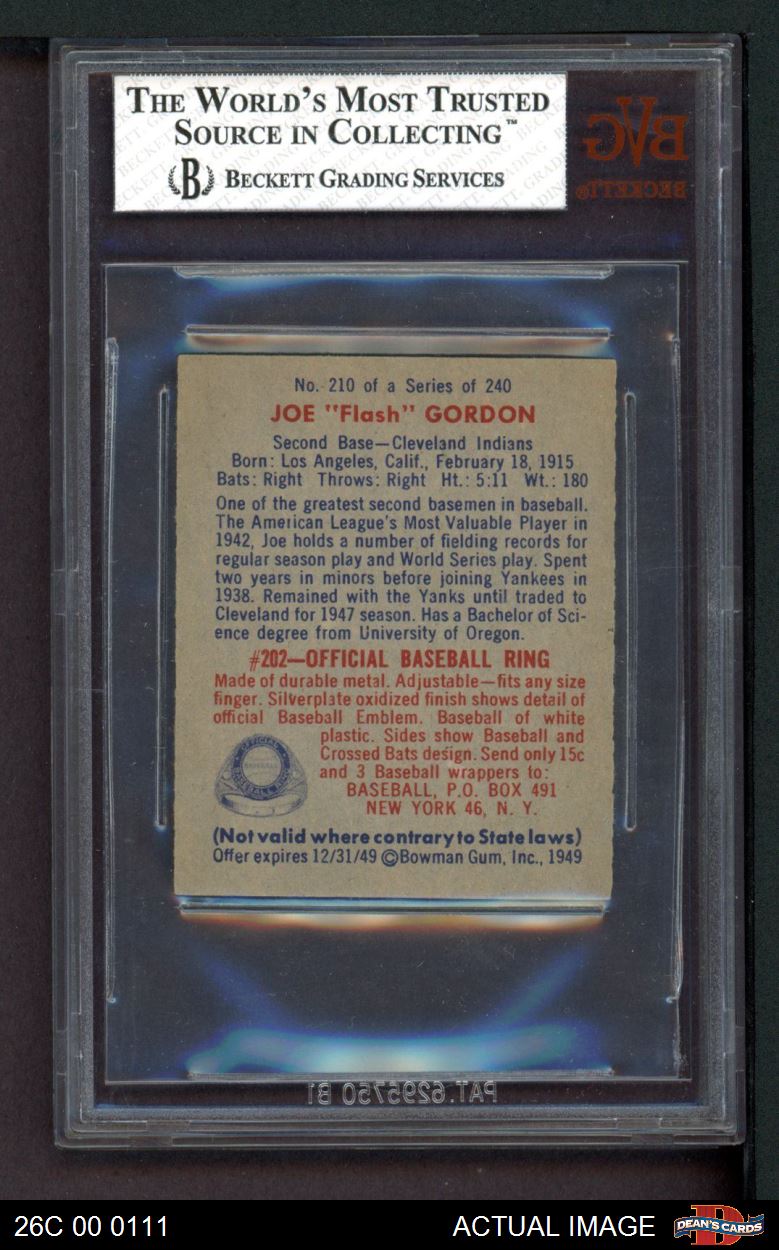 THE WORLD'S MOST TRUSTED
SOURCE IN COLLECTING™
B BECKETT GRADING SERVICES
BVG
BECKETT®
No. 210 of a Series of 240
JOE "Flash" GORDON
Second Base—Cleveland Indians
Born: Los Angeles, Calif., February 18, 1915
Bats: Right Throws: Right Ht.: 5:11 Wt.: 180
One of the greatest second basemen in baseball.
The American League's Most Valuable Player in
1942, Joe holds a number of fielding records for
regular season play and World Series play. Spent
two years in minors before joining Yankees in
1938. Remained with the Yanks until traded to
Cleveland for 1947 season. Has a Bachelor of Sci-
ence degree from University of Oregon.
#202—OFFICIAL BASEBALL RING
Made of durable metal. Adjustable—fits any size
finger. Silverplate oxidized finish shows detail of
official Baseball Emblem. Baseball of white
plastic. Sides show Baseball and
Crossed Bats design. Send only 15c
and 3 Baseball wrappers to:
BASEBALL, P.O. BOX 491
NEW YORK 46, N. Y.
OFFICIAL
BASEBALL
BASEBALL RING
(Not valid where contrary to State laws)
Offer expires 12/31/49 ©Bowman Gum, Inc., 1949
PAT. 6295750 B1
26C 00 0111
ACTUAL IMAGE
DEAN'S CARDS